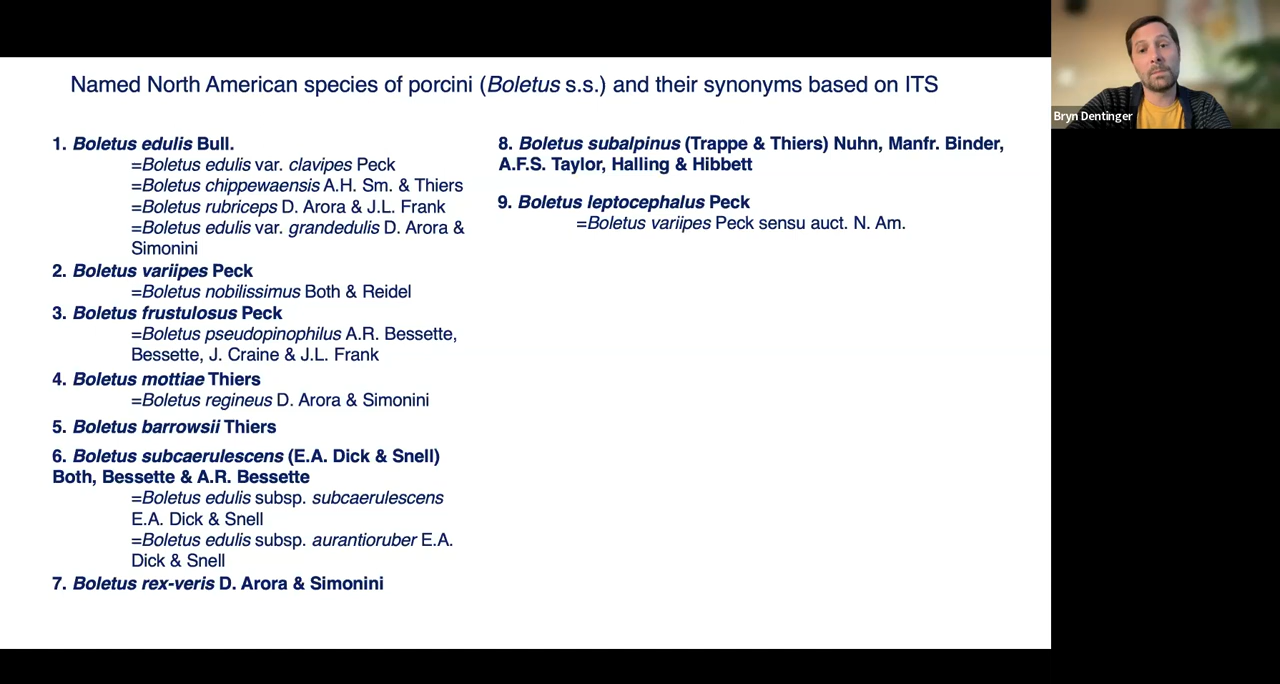 Named North American species of porcini (Boletus s.s.) and their synonyms based on ITS
1. Boletus edulis Bull.
=Boletus edulis var. clavipes Peck
=Boletus chippewaensis A.H. Sm. & Thiers
=Boletus rubriceps D. Arora & J.L. Frank
=Boletus edulis var. grandedulis D. Arora &
Simonini
2. Boletus variipes Peck
=Boletus nobilissimus Both & Reidel
3. Boletus frustulosus Peck
=Boletus pseudopinophilus A.R. Bessette,
Bessette, J. Craine & J.L. Frank
4. Boletus mottiae Thiers
=Boletus regineus D. Arora & Simonini
5. Boletus barrowsii Thiers
6. Boletus subcaerulescens (E.A. Dick & Snell)
Both, Bessette & A.R. Bessette
=Boletus edulis subsp. subcaerulescens
E.A. Dick & Snell
=Boletus edulis subsp. aurantioruber E.A.
Dick & Snell
7. Boletus rex-veris D. Arora & Simonini
8. Boletus subalpinus (Trappe & Thiers) Nuhn, Manfr. Binder,
A.F.S. Taylor, Halling & Hibbett
9. Boletus leptocephalus Peck
=Boletus variipes Peck sensu auct. N. Am.
Bryn Dentinger